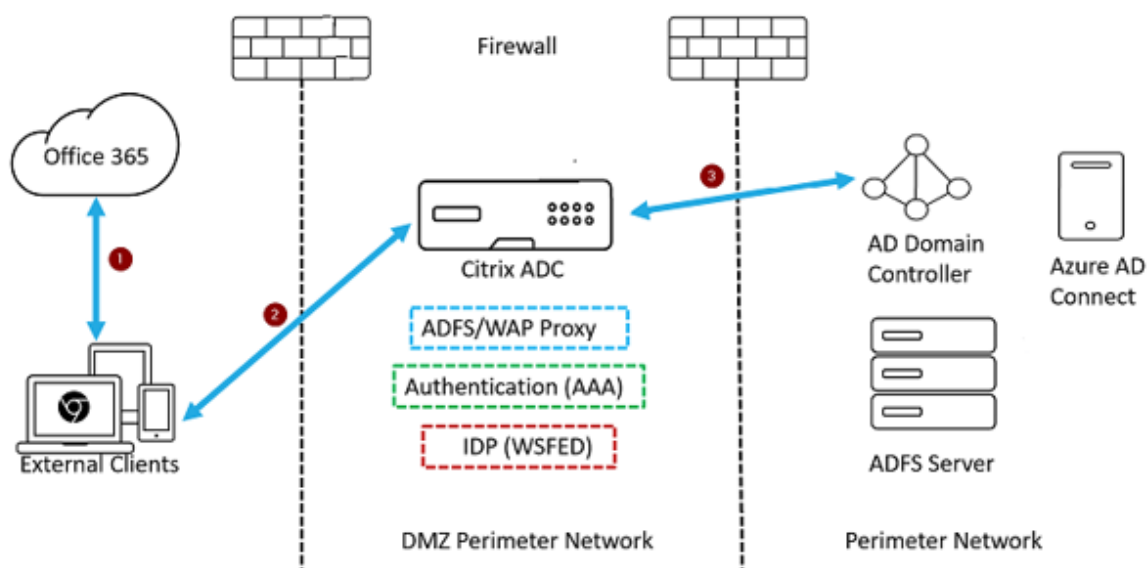 Firewall
Office 365
1
2
3
External Clients
Citrix ADC
ADFS/WAP Proxy
Authentication (AAA)
IDP (WSFED)
DMZ Perimeter Network
AD Domain
Controller
Azure AD
Connect
ADFS Server
Perimeter Network